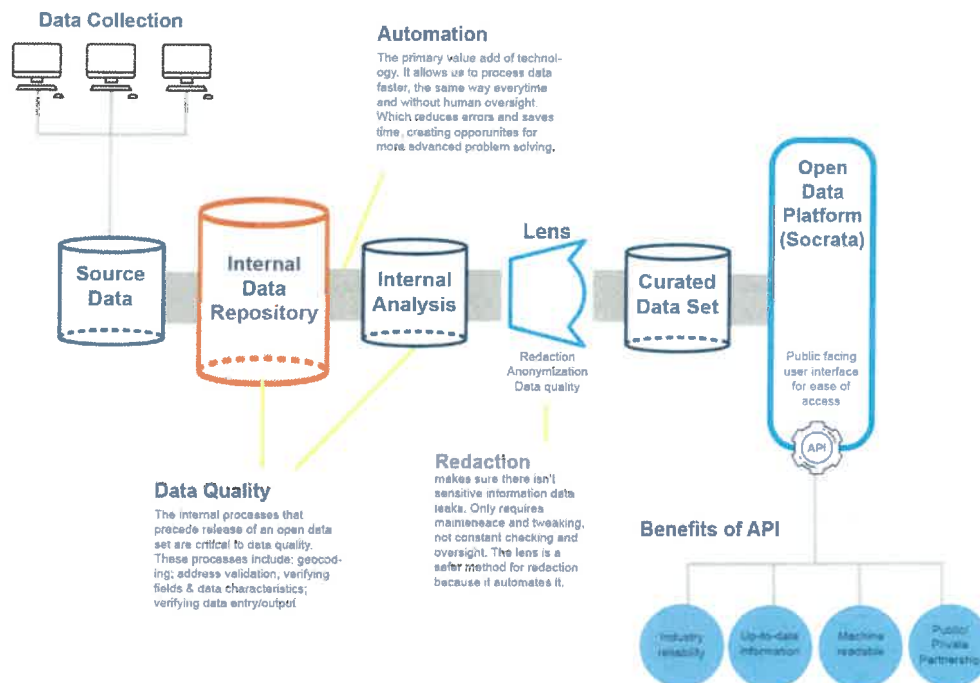 Data Collection
Automation
The primary value add of technol-
ogy. It allows us to process data
faster, the same way everytime
and without human oversight.
Which reduces errors and saves
time, creating opporunites for
more advanced problem solving.
Source
Data
Internal
Data
Repository
Internal
Analysis
Lens
Redaction
Anonymization
Data quality
Curated
Data Set
Open
Data
Platform
(Socrata)
Public facing
user interface
for ease of
access
API
Data Quality
The internal processes that
precede release of an open data
set are critical to data quality.
These processes include: geocod-
ing; address validation, verifying
fields & data characteristics;
verifying data entry/output
Redaction
makes sure there isn't
sensitive information data
leaks. Only requires
mainteneace and tweaking,
not constant checking and
oversight. The lens is a
safer method for redaction
because it automates it.
Benefits of API
Industry
reliability
Up-to-date
information
Machine
readable
Public/
Private
Partnership